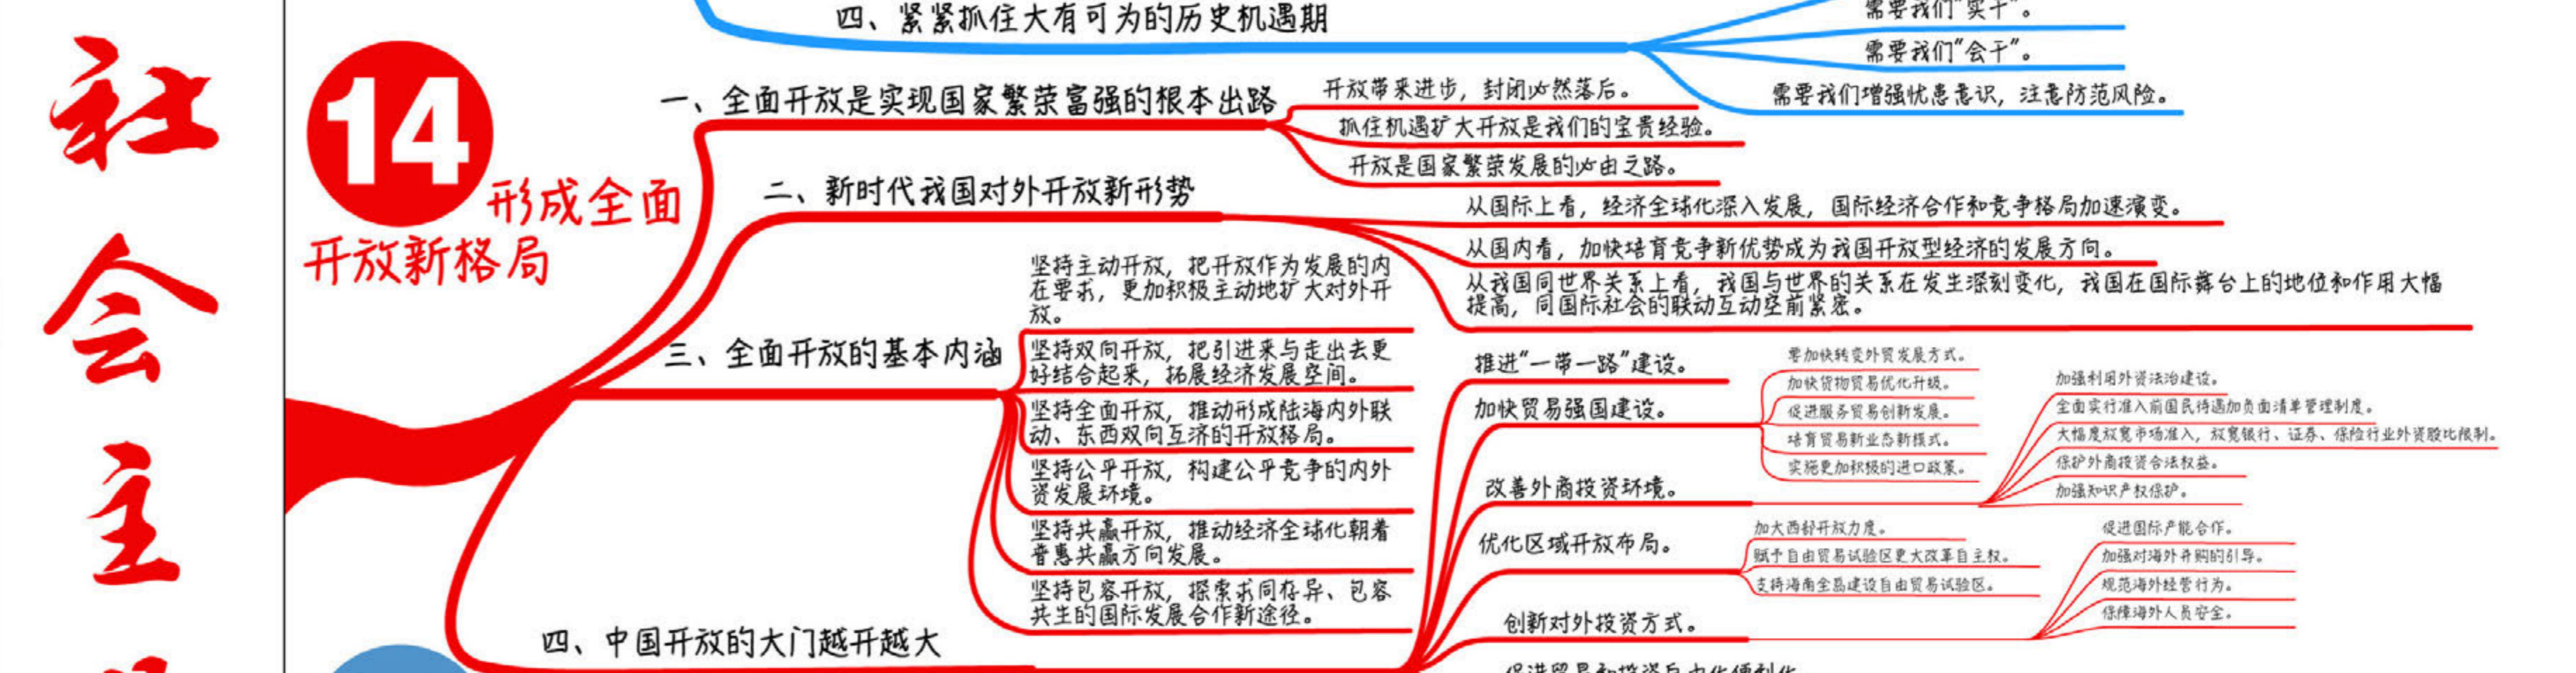 社
会
主
四、紧紧抓住大有可为的历史机遇期
需要我们“实干”。
需要我们“会干”。
需要我们增强忧患意识，注意防范风险。
14
形成全面
开放新格局
一、全面开放是实现国家繁荣富强的根本出路
开放带来进步，封闭必然落后。
抓住机遇扩大开放是我们的宝贵经验。
开放是国家繁荣发展的必由之路。
二、新时代我国对外开放新形势
从国际上看，经济全球化深入发展，国际经济合作和竞争格局加速演变。
从国内看，加快培育竞争新优势成为我国开放型经济的发展方向。
从我国同世界关系上看，我国与世界的关系在发生深刻变化，我国在国际舞台上的地位和作用大幅
提高，同国际社会的联动互动空前紧密。
三、全面开放的基本内涵
坚持主动开放，把开放作为发展的内
在要求，更加积极主动地扩大对外开
放。
坚持双向开放，把引进来与走出去更
好结合起来，拓展经济发展空间。
坚持全面开放，推动形成陆海内外联
动、东西双向互济的开放格局。
坚持公平开放，构建公平竞争的内外
资发展环境。
坚持共赢开放，推动经济全球化朝着
普惠共赢方向发展。
坚持包容开放，探索求同存异、包容
共生的国际发展合作新途径。
四、中国开放的大门越开越大
推进“一带一路”建设。
加快贸易强国建设。
要加快转变外贸发展方式。
加快货物贸易优化升级。
促进服务贸易创新发展。
培育贸易新业态新模式。
实施更加积极的进口政策。
改善外商投资环境。
加强利用外资法治建设。
全面实行准入前国民待遇加负面清单管理制度。
大幅度放宽市场准入，放宽银行、证券、保险行业外资股比限制。
保护外商投资合法权益。
加强知识产权保护。
优化区域开放布局。
加大西部开放力度。
赋予自由贸易试验区更大改革自主权。
支持海南全岛建设自由贸易试验区。
创新对外投资方式。
促进国际产能合作。
加强对海外并购的引导。
规范海外经营行为。
保障海外人员安全。
促进贸易和投资自由化便利化